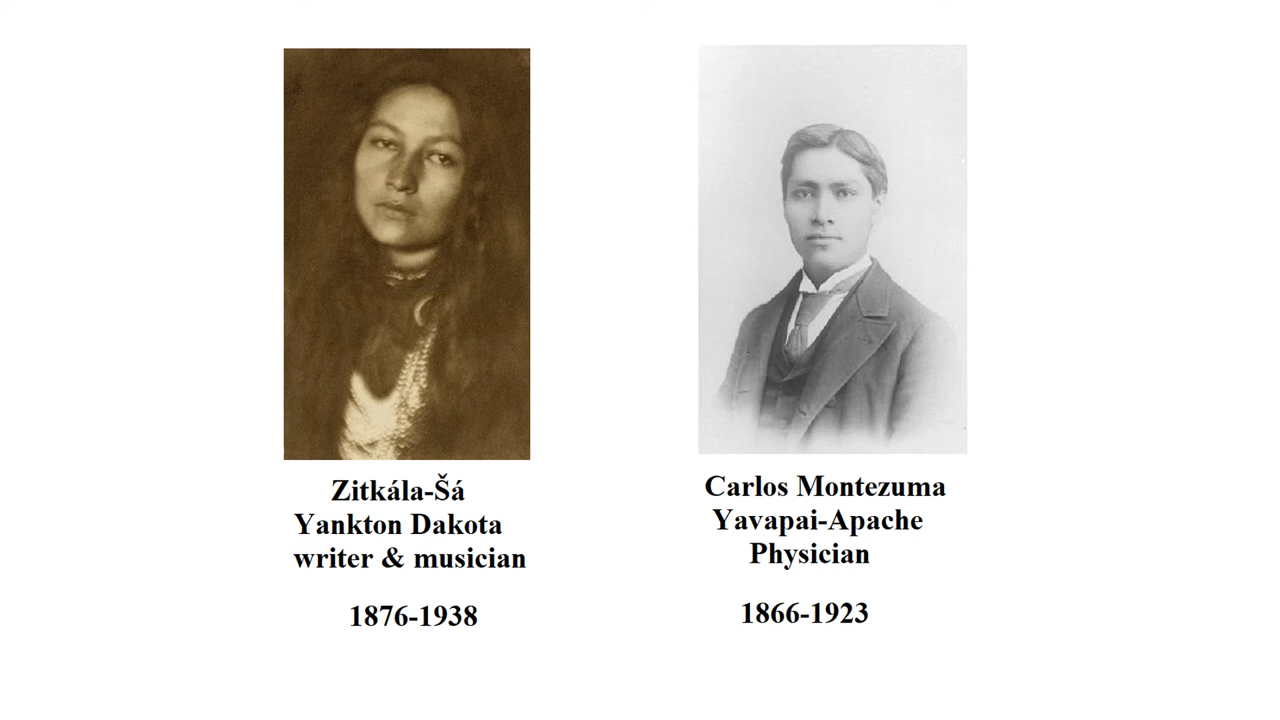 Zitkála-Šá
Yankton Dakota
writer & musician
1876-1938
Carlos Montezuma
Yavapai-Apache
Physician
1866-1923